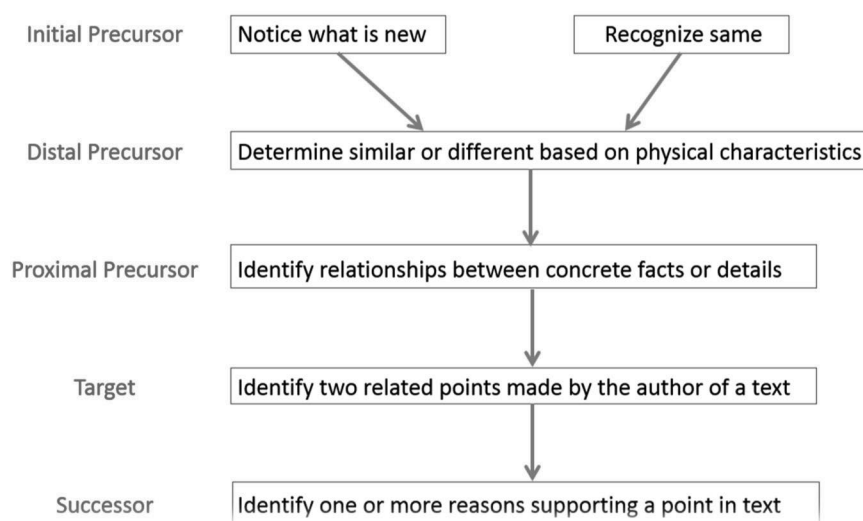 Initial Precursor Notice what is new Recognize same
Distal Precursor Determine similar or different based on physical characteristics
Proximal Precursor Identify relationships between concrete facts or details
Target Identify two related points made by the author of a text
Successor Identify one or more reasons supporting a point in text